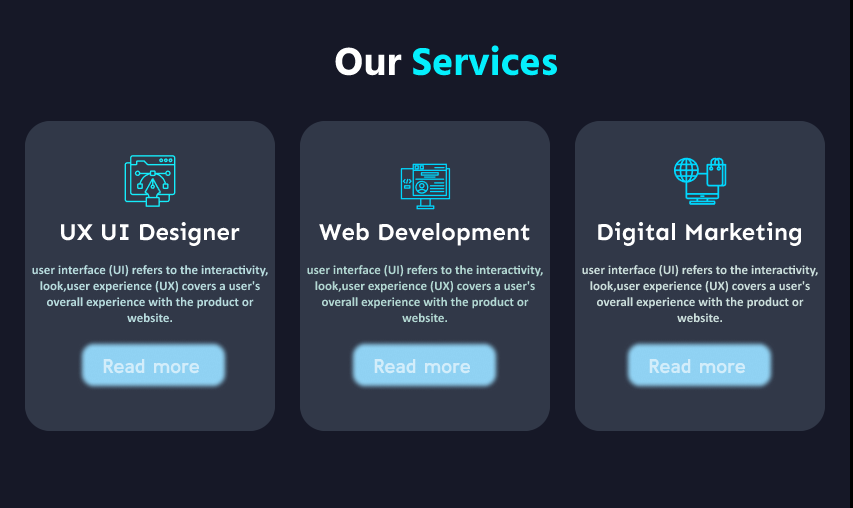 Our Services
UX UI Designer
user interface (UI) refers to the interactivity,
look,user experience (UX) covers a user's
overall experience with the product or
website.
Read more
Web Development
user interface (UI) refers to the interactivity,
look,user experience (UX) covers a user's
overall experience with the product or
website.
Read more
Digital Marketing
user interface (UI) refers to the interactivity,
look,user experience (UX) covers a user's
overall experience with the product or
website.
Read more